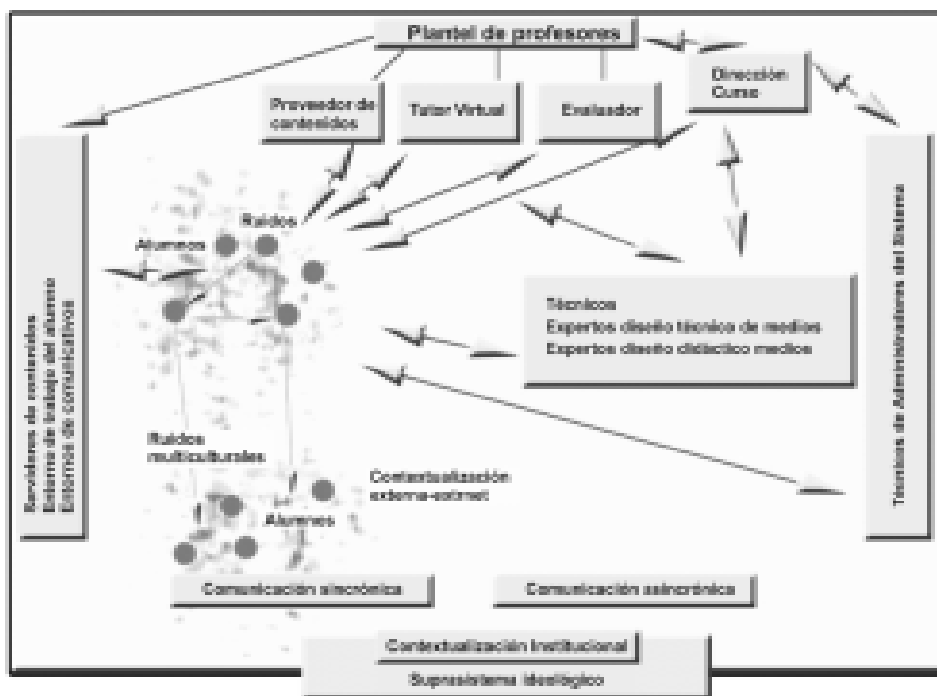 Plantel de profesores
Dirección
Curso
Proveedor de
contenidos
Tutor Virtual
Evaluador
Ruidos
Alumnos
Servidores de contenidos
Entorno de trabajo del alumno
Entornos de comunicativos
Técnicos
Expertos diseño técnico de medios
Expertos diseño didáctico medios
Técnicos de Administradores del Sistema
Ruidos
multiculturales
Contextualización
Alumnos
Comunicación sincrónica
Comunicación asincrónica
Contextualización Institucional
Suprasistema Ideológico